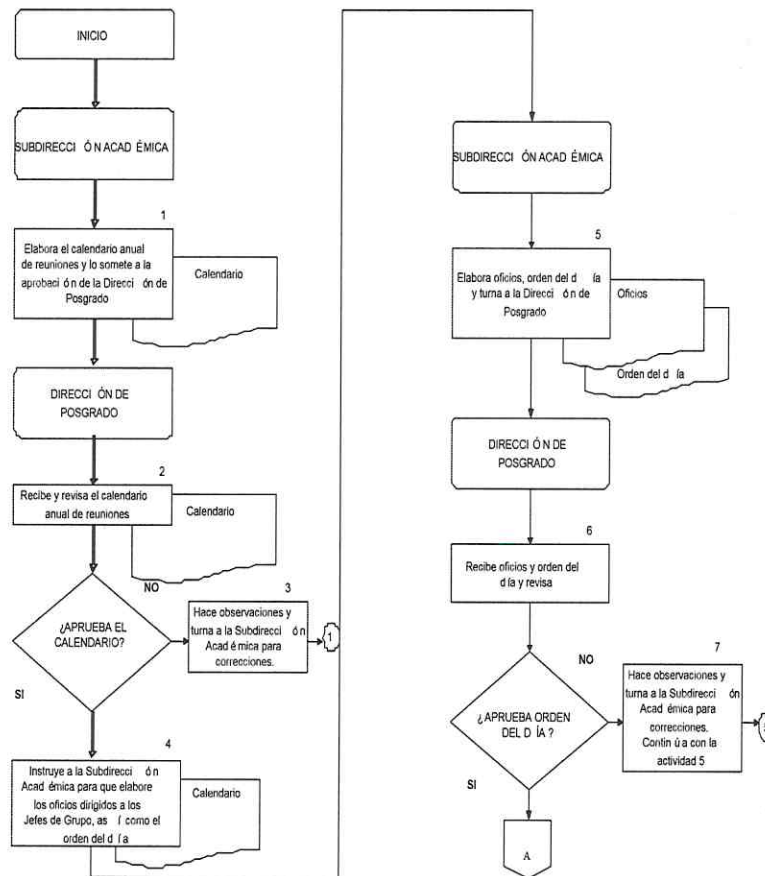 INICIO
SUBDIRECCI ÓN ACAD ÉMICA
1
Elabora el calendario anual
de reuniones y lo somete a la
aprobaci ón de la Direcci ón de
Posgrado
Calendario
DIRECCI ÓN DE
POSGRADO
2
Recibe y revisa el calendario
anual de reuniones
Calendario
NO
¿APRUEBA EL
CALENDARIO?
3
Hace observaciones y
turna a la Subdirecci ón
Acad émica para
correcciones.
1
SI
4
Instruye a la Subdirecci ón
Acad émica para que elabore
los oficios dirigidos a los
Jefes de Grupo, as í como el
orden del d í a
Calendario
SUBDIRECCI ÓN ACAD ÉMICA
5
Elabora oficios, orden del d ía
y turna a la Direcci ón de
Posgrado
Oficios
Orden del d ía
DIRECCI ÓN DE
POSGRADO
6
Recibe oficios y orden del
d ía y revisa
NO
¿APRUEBA ORDEN
DEL D ÍA ?
7
Hace observaciones y
turna a la Subdirecci ón
Acad émica para
correcciones.
Contin ú a con la
actividad 5
5
SI
A